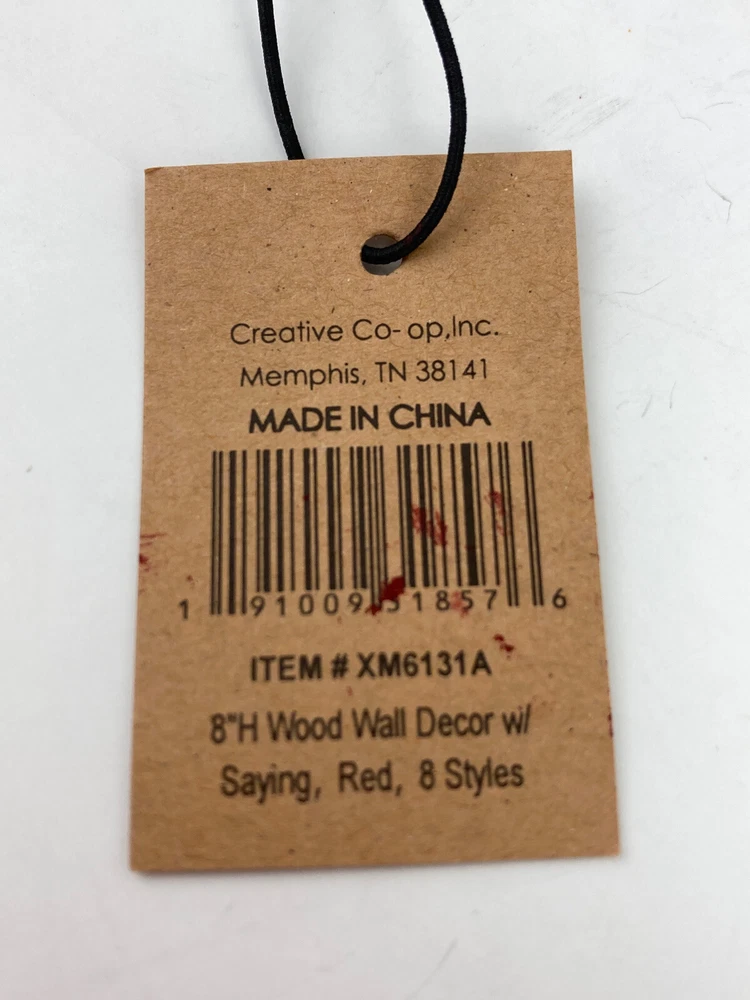 Creative Co- op,Inc.
Memphis, TN 38141
MADE IN CHINA
1 91009 31857 6
ITEM # XM6131A
8"H Wood Wall Decor w/
Saying, Red, 8 Styles